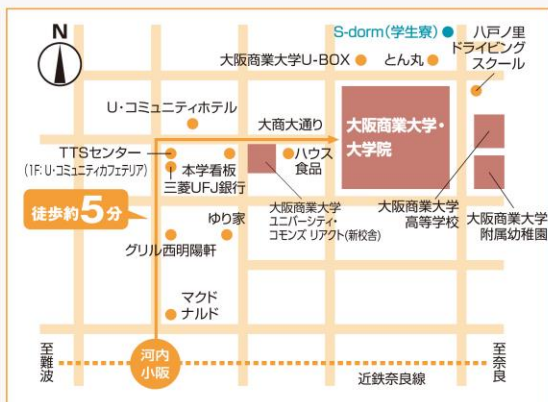 N
S-dorm(学生寮)
八戸ノ里
ドライビング
スクール
大阪商業大学U-BOX
とん丸
U・コミュニティホテル
大商大通り
大阪商業大学・
大学院
TTSセンター
(1F:U・コミュニティカフェテリア)
本学看板
三菱UFJ銀行
ハウス
食品
大阪商業大学
ユニバーシティ・
コモンズ リアクト(新校舎)
大阪商業大学
高等学校
大阪商業大学
附属幼稚園
徒歩約5分
ゆり家
グリル西明陽軒
マクド
ナルド
至難波
河内
小阪
近鉄奈良線
至奈良